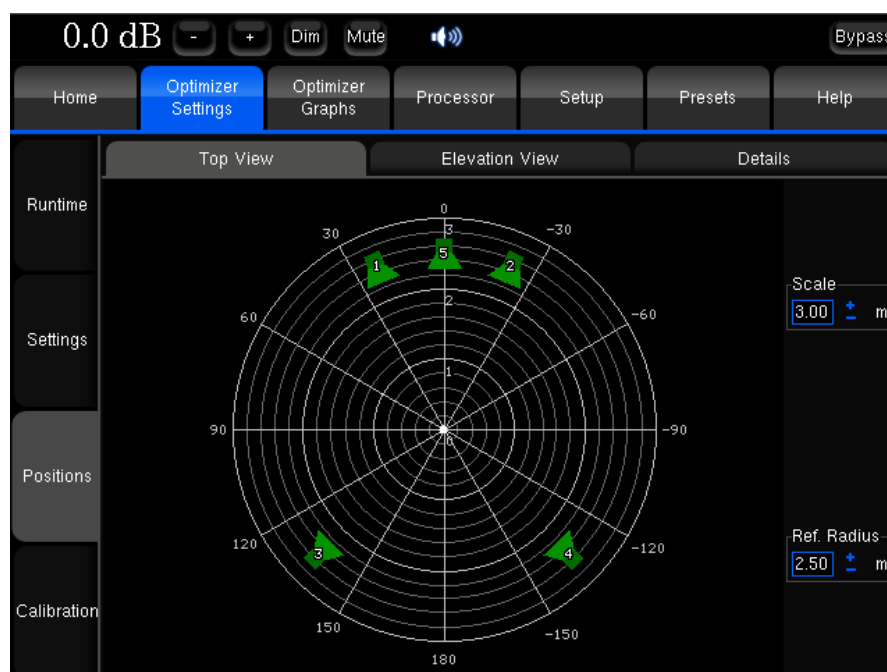 0.0 dB - + Dim Mute Bypass
Home Optimizer Settings Optimizer Graphs Processor Setup Presets Help
Top View Elevation View Details
Runtime
Settings
Positions
Calibration
0
30 3 -30
1 5 2
2
60 -60
1
90 0 -90
120 3 4 -120
150 -150
180
Scale
3.00 + - m
Ref. Radius
2.50 + - m